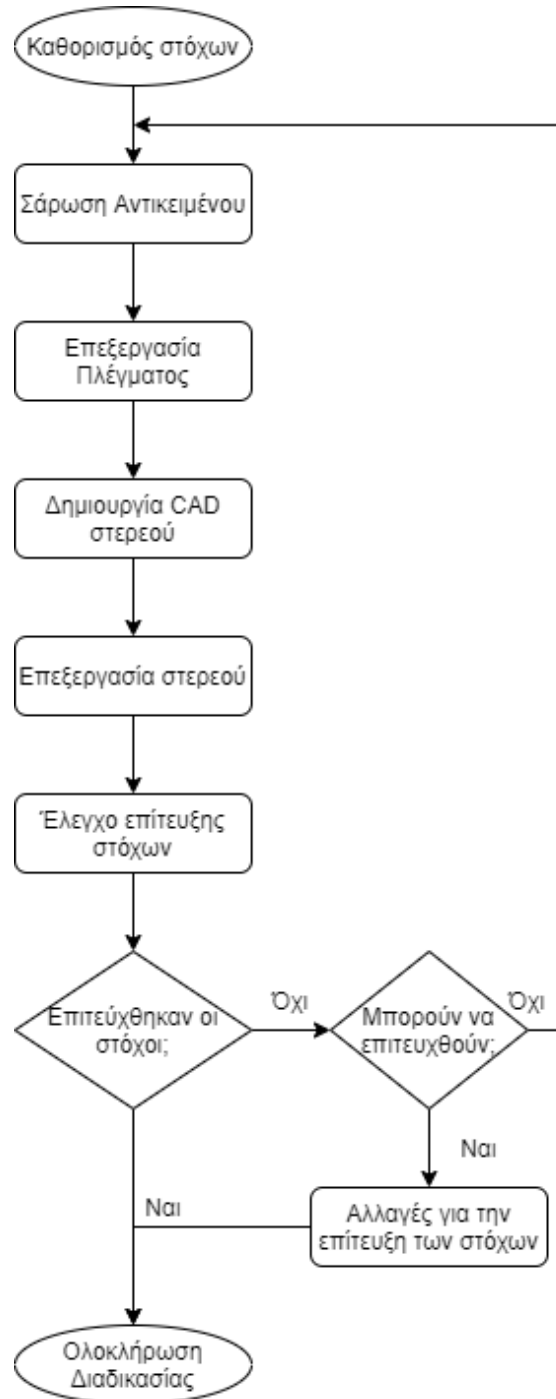 Καθορισμός στόχων
Σάρωση Αντικειμένου
Επεξεργασία
Πλέγματος
Δημιουργία CAD
στερεού
Επεξεργασία στερεού
Έλεγχο επίτευξης
στόχων
Επιτεύχθηκαν οι
στόχοι;
Όχι
Μπορούν να
επιτευχθούν;
Όχι
Ναι
Ναι
Αλλαγές για την
επίτευξη των στόχων
Ολοκλήρωση
Διαδικασίας